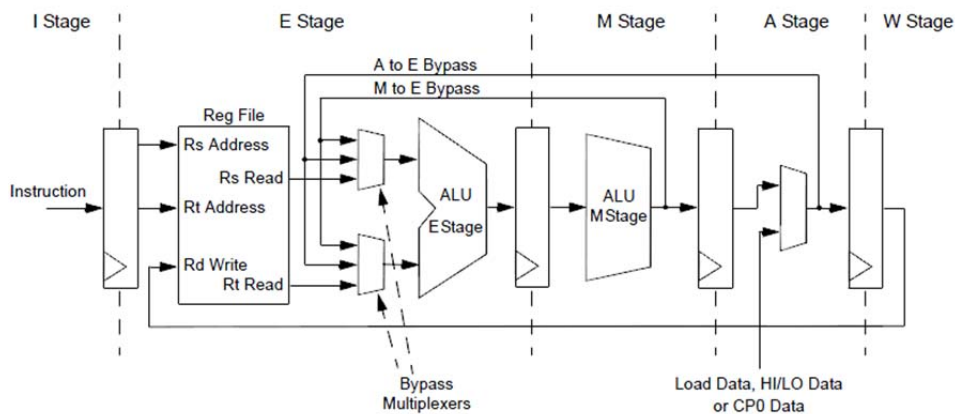 I Stage
E Stage
M Stage
A Stage
W Stage
A to E Bypass
M to E Bypass
Reg File
Rs Address
Rs Read
Instruction
Rt Address
Rd Write
Rt Read
ALU
E Stage
ALU
M Stage
Bypass
Multiplexers
Load Data, HI/LO Data
or CP0 Data